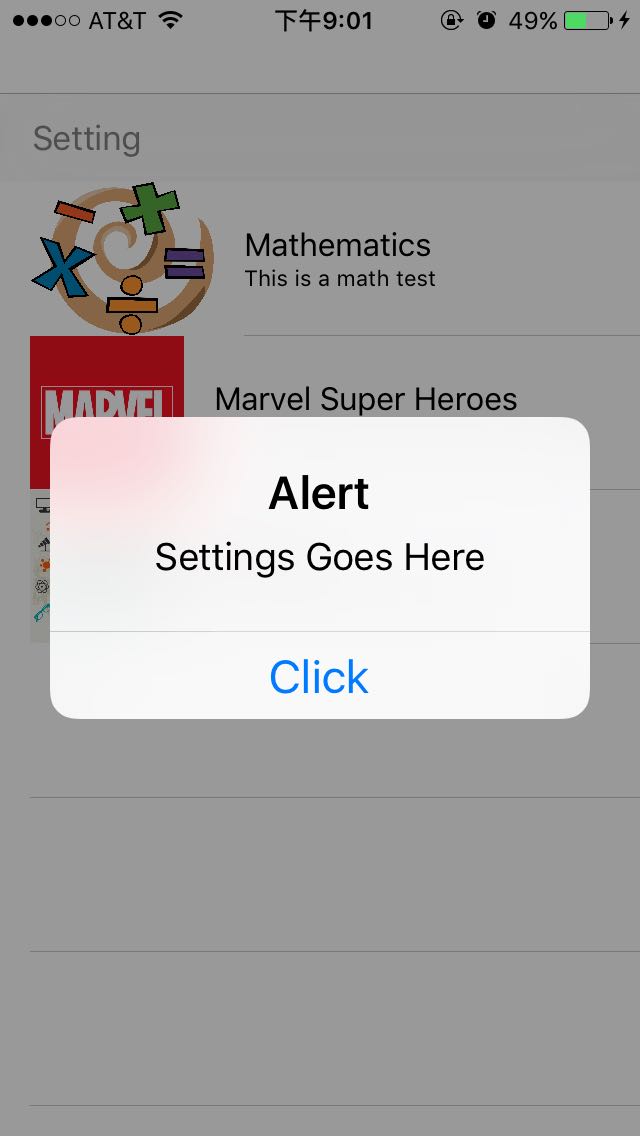 AT&T 下午9:01 49%
Setting
Mathematics
This is a math test
MARVEL
Marvel Super Heroes
Alert
Settings Goes Here
Click